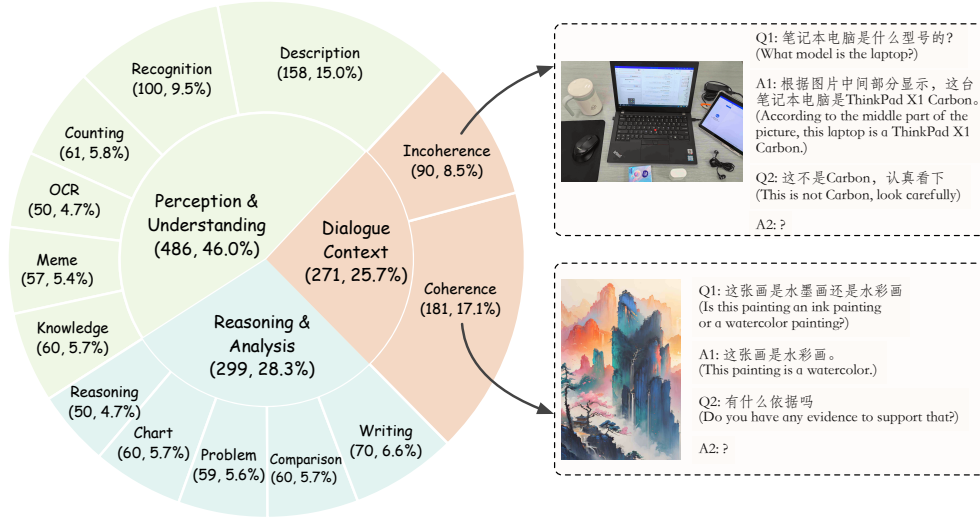 Description
(158, 15.0%)
Recognition
(100, 9.5%)
Counting
(61, 5.8%)
OCR
(50, 4.7%)
Meme
(57, 5.4%)
Knowledge
(60, 5.7%)
Perception &
Understanding
(486, 46.0%)
Incoherence
(90, 8.5%)
Dialogue
Context
(271, 25.7%)
Coherence
(181, 17.1%)
Reasoning &
Analysis
(299, 28.3%)
Reasoning
(50, 4.7%)
Chart
(60, 5.7%)
Problem
(59, 5.6%)
Comparison
(60, 5.7%)
Writing
(70, 6.6%)
Q1: 笔记本电脑是什么型号的?
(What model is the laptop?)
A1: 根据图片中间部分显示，这台
笔记本电脑是ThinkPad X1 Carbon。
(According to the middle part of the
picture, this laptop is a ThinkPad X1
Carbon.)
Q2: 这不是Carbon，认真看下
(This is not Carbon, look carefully)
A2: ?
Q1: 这张画是水墨画还是水彩画
(Is this painting an ink painting
or a watercolor painting?)
A1: 这张画是水彩画。
(This painting is a watercolor.)
Q2: 有什么依据吗
(Do you have any evidence to support that?)
A2: ?